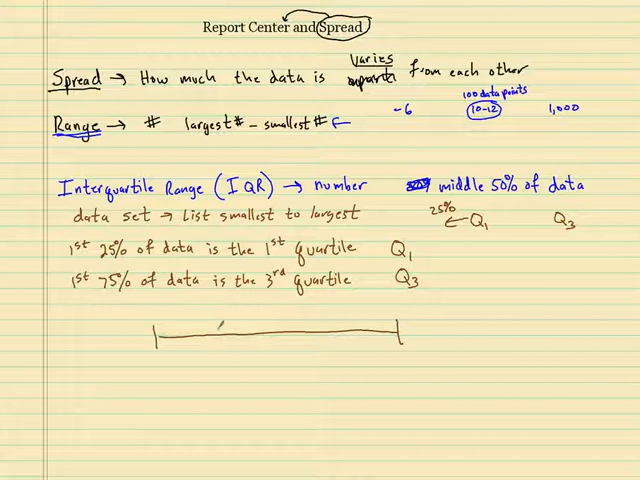 Report Center and Spread
Spread → How much the data is varies from each other
100 data points
-6 10-12 1,000
Range → # largest# - smallest# ←
Interquartile Range (IQR) → number middle 50% of data
data set → List smallest to largest
25%
← Q1 Q3
1st 25% of data is the 1st quartile Q1
1st 75% of data is the 3rd quartile Q3